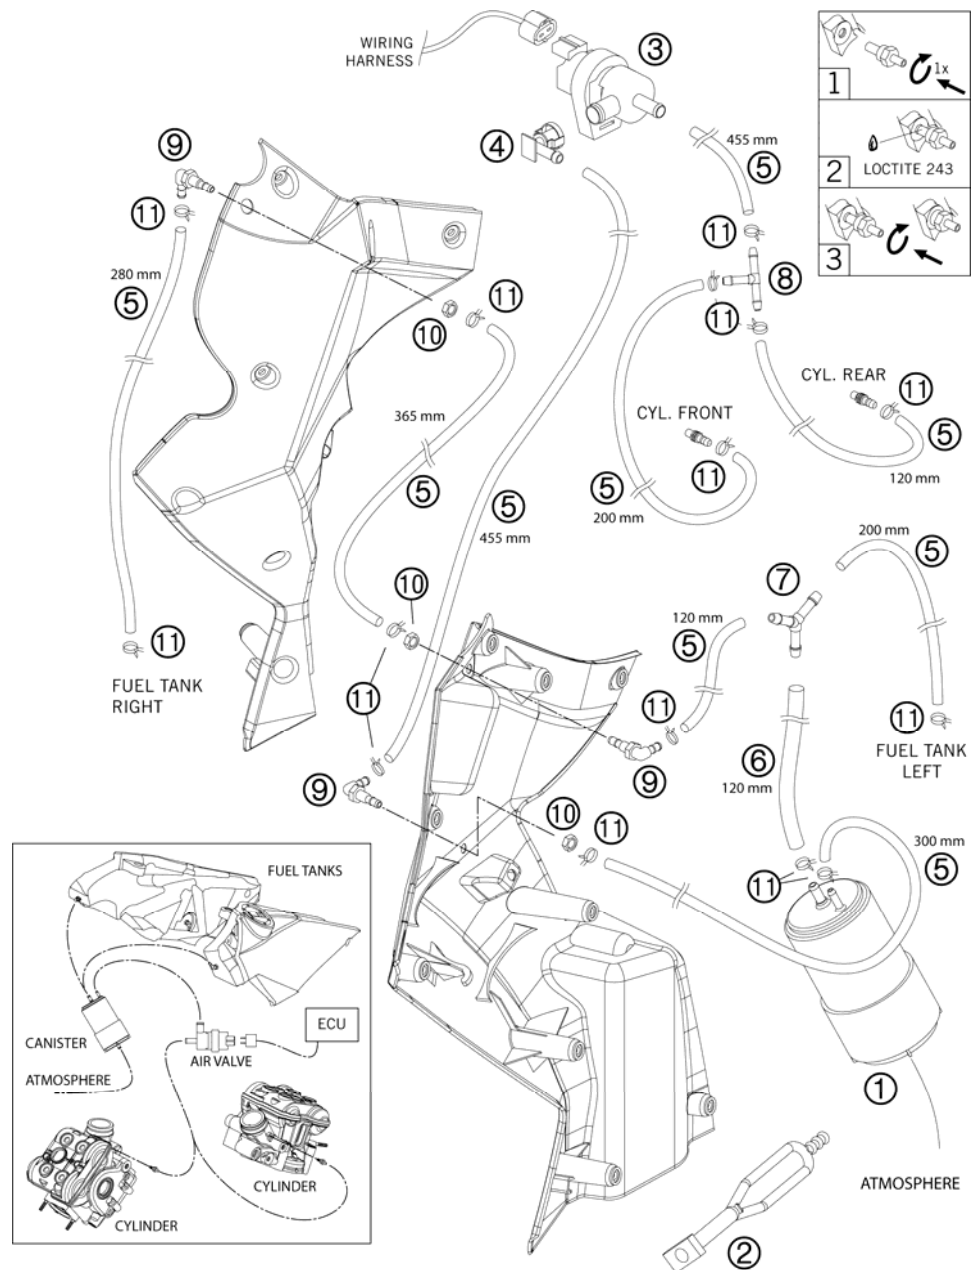 WIRING
HARNESS
3
1
1x
4
9
455 mm
5
2
LOCTITE 243
11
11
3
280 mm
5
8
11
10
11
11
CYL. REAR
11
365 mm
CYL. FRONT
5
120 mm
5
5
455 mm
5
200 mm
11
200 mm
5
10
7
120 mm
5
11
FUEL TANK
RIGHT
11
11
11
FUEL TANK
LEFT
9
9
6
120 mm
10
11
300 mm
5
11
FUEL TANKS
ECU
CANISTER
AIR VALVE
ATMOSPHERE
1
CYLINDER
CYLINDER
ATMOSPHERE
2